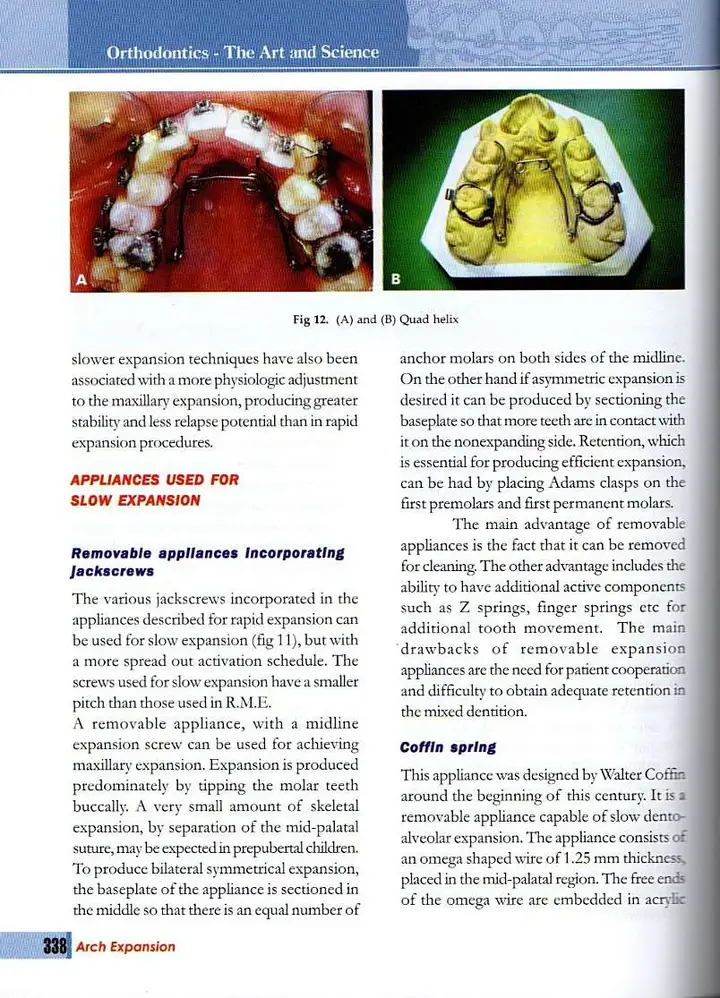 Orthodontics - The Art and Science
A
B
Fig 12. (A) and (B) Quad helix
slower expansion techniques have also been
associated with a more physiologic adjustment
to the maxillary expansion, producing greater
stability and less relapse potential than in rapid
expansion procedures.
APPLIANCES USED FOR
SLOW EXPANSION
Removable appliances incorporating
jackscrews
The various jackscrews incorporated in the
appliances described for rapid expansion can
be used for slow expansion (fig 11), but with
a more spread out activation schedule. The
screws used for slow expansion have a smaller
pitch than those used in R.M.E.
A removable appliance, with a midline
expansion screw can be used for achieving
maxillary expansion. Expansion is produced
predominately by tipping the molar teeth
buccally. A very small amount of skeletal
expansion, by separation of the mid-palatal
suture, may be expected in prepubertal children.
To produce bilateral symmetrical expansion,
the baseplate of the appliance is sectioned in
the middle so that there is an equal number of
anchor molars on both sides of the midline.
On the other hand if asymmetric expansion is
desired it can be produced by sectioning the
baseplate so that more teeth are in contact with
it on the nonexpanding side. Retention, which
is essential for producing efficient expansion,
can be had by placing Adams clasps on the
first premolars and first permanent molars.
The main advantage of removable
appliances is the fact that it can be removed
for cleaning. The other advantage includes the
ability to have additional active components
such as Z springs, finger springs etc for
additional tooth movement. The main
drawbacks of removable expansion
appliances are the need for patient cooperation
and difficulty to obtain adequate retention in
the mixed dentition.
Coffin spring
This appliance was designed by Walter Coffin
around the beginning of this century. It is a
removable appliance capable of slow dento-
alveolar expansion. The appliance consists of
an omega shaped wire of 1.25 mm thickness,
placed in the mid-palatal region. The free ends
of the omega wire are embedded in acrylic
338 Arch Expansion